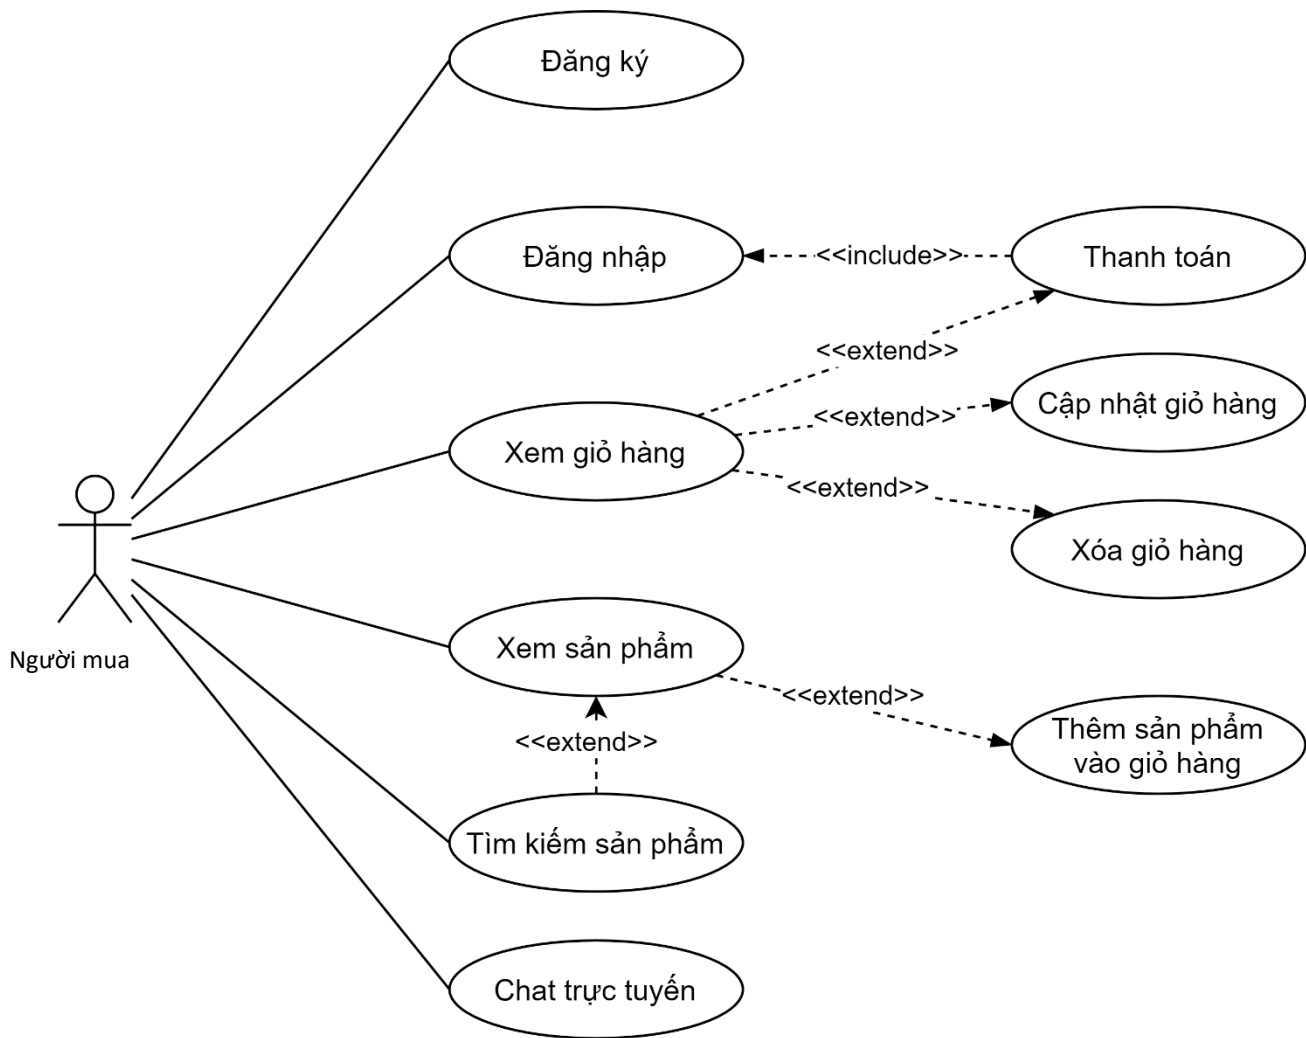 Đăng ký
Đăng nhập
<<include>>
Thanh toán
<<extend>>
<<extend>>
Cập nhật giỏ hàng
Xem giỏ hàng
<<extend>>
Xóa giỏ hàng
Người mua
Xem sản phẩm
<<extend>>
<<extend>>
Thêm sản phẩm
vào giỏ hàng
Tìm kiếm sản phẩm
Chat trực tuyến